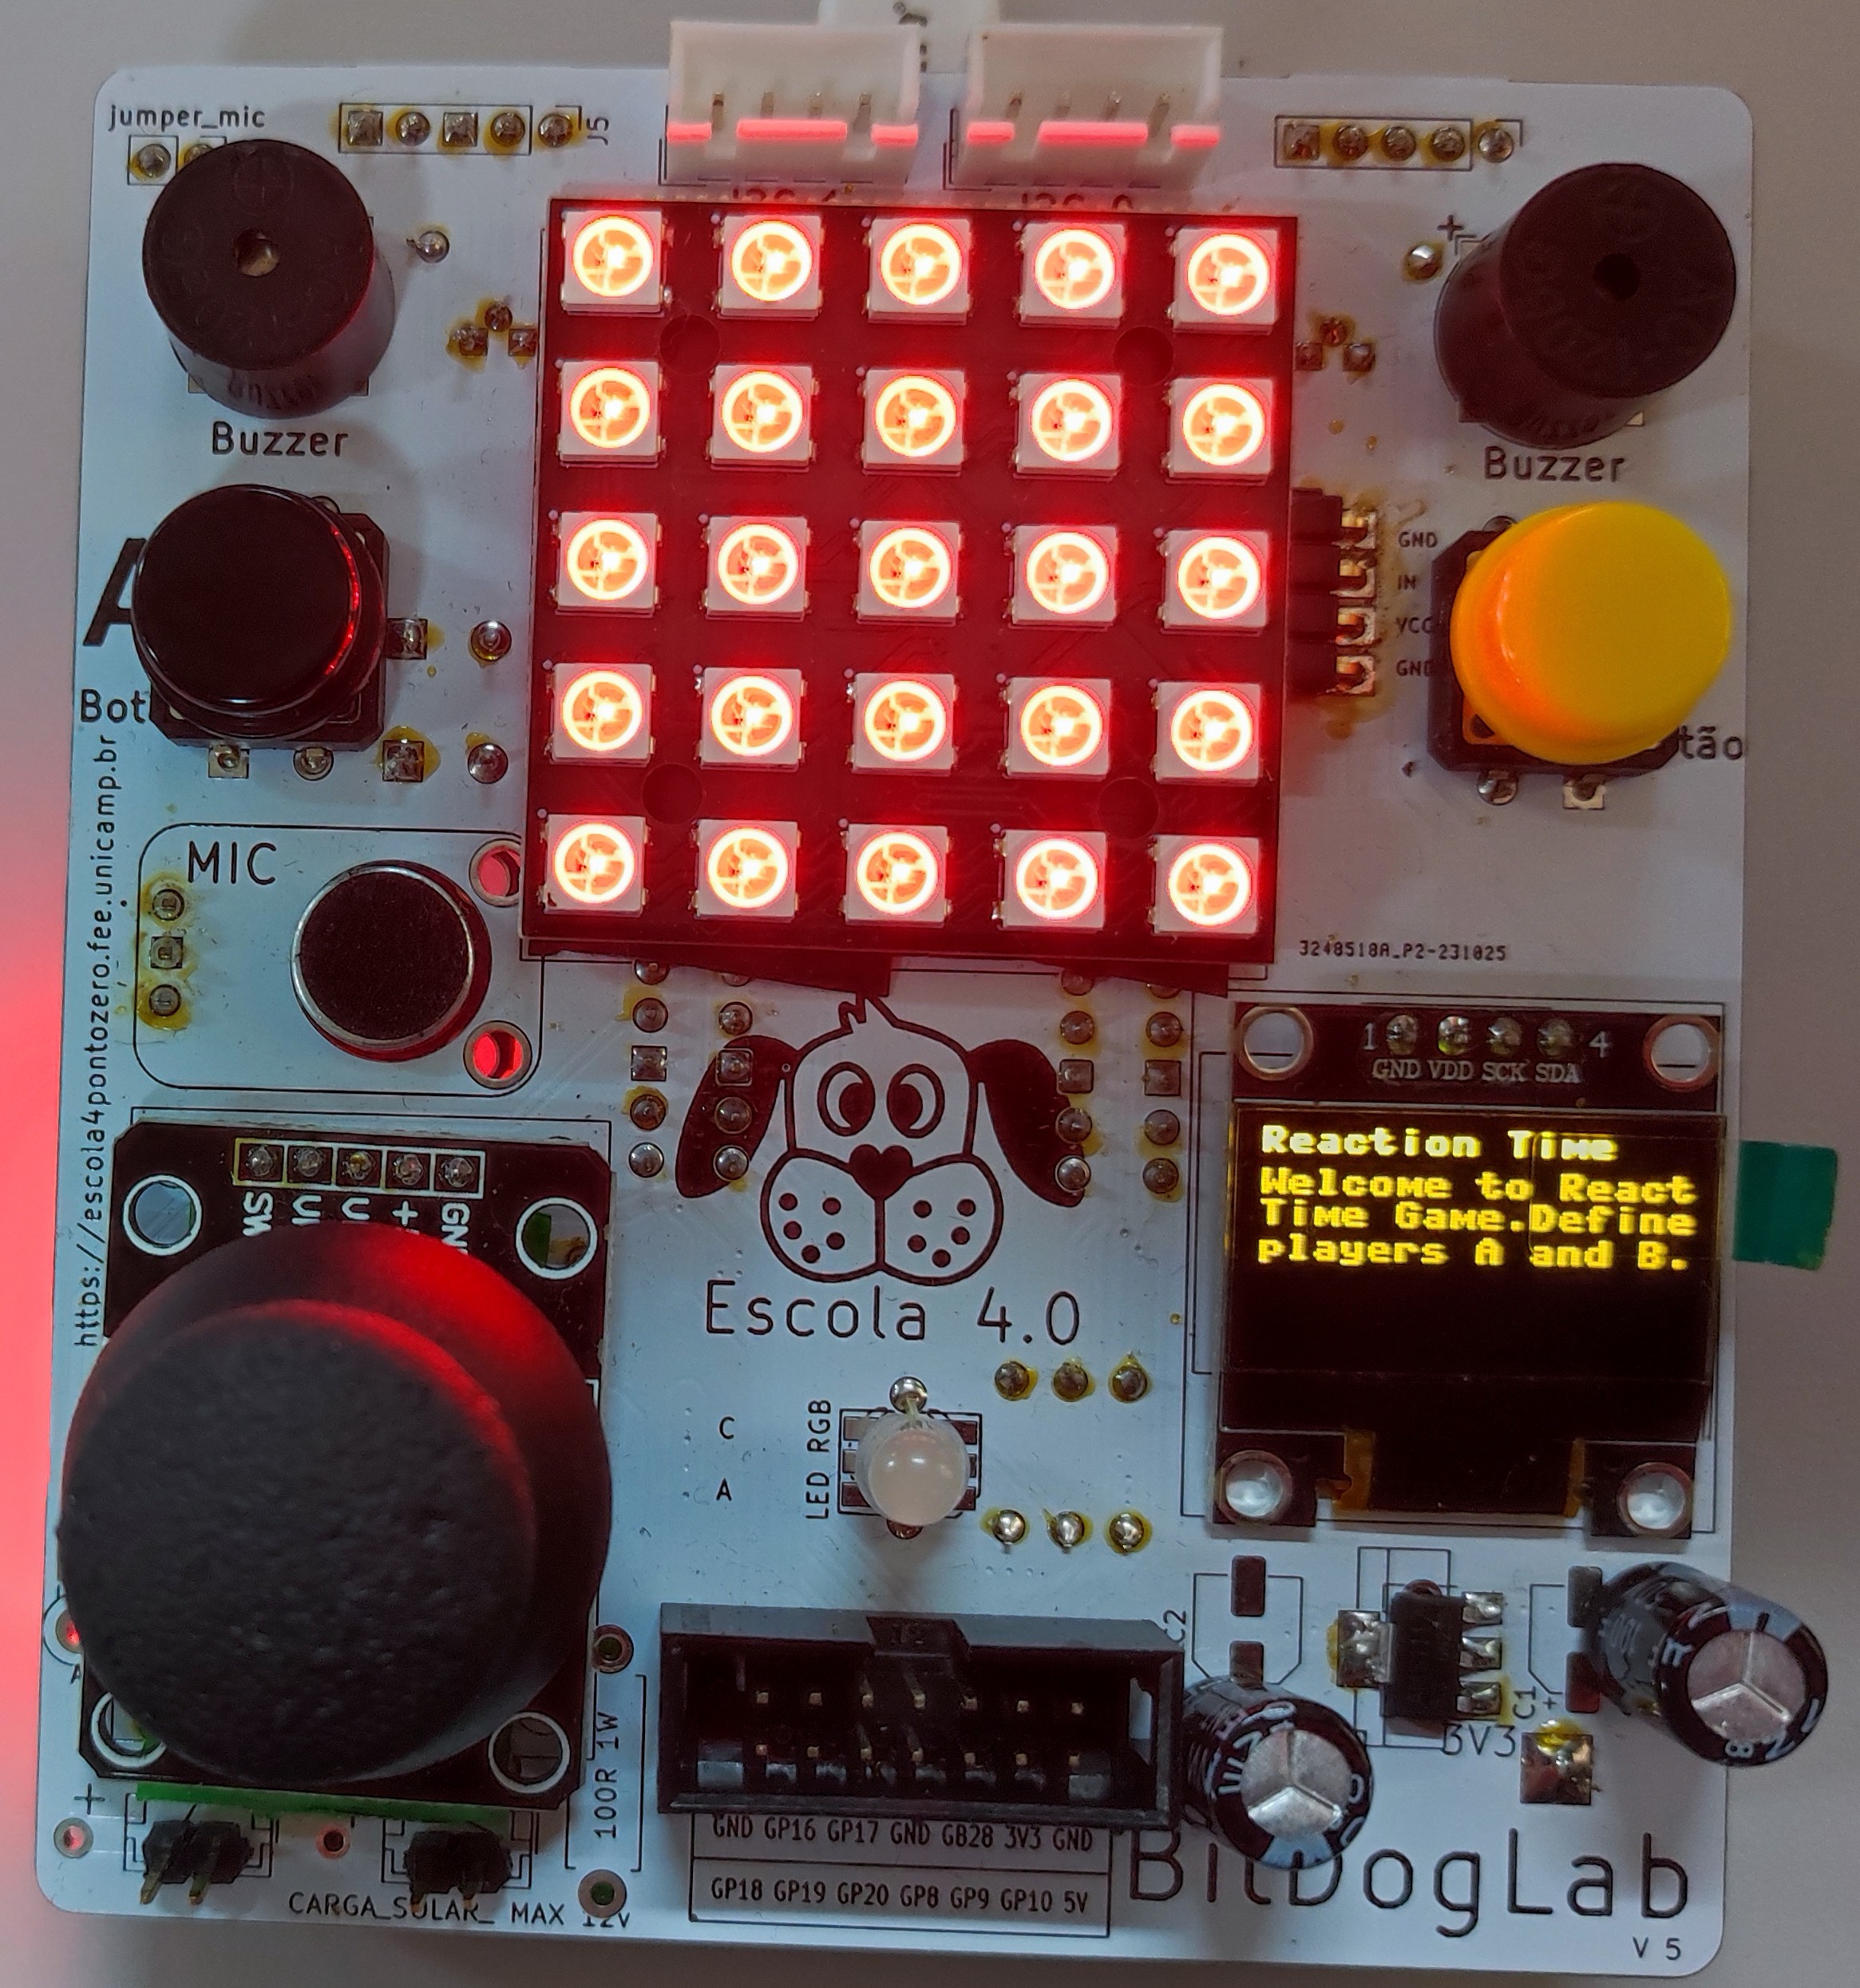 jumper_mic
J5
+
Buzzer
Buzzer
A
GND
IN
VCC
GND
Bot
tão
https://escola4pontozero.fee.unicamp.br
MIC
3248518A_P2-231025
1 4
GND VDD SCK SDA
Reaction Time
Welcome to React
Time Game.Define
players A and B.
SW
Escola 4.0
C
A
LED RGB
C2
C1
+
3V3
100R 1W
+
GND GP16 GP17 GND GB28 3V3 GND
GP18 GP19 GP20 GP8 GP9 GP10 5V
CARGA_SOLAR_ MAX 12V
BitDogLab
V 5